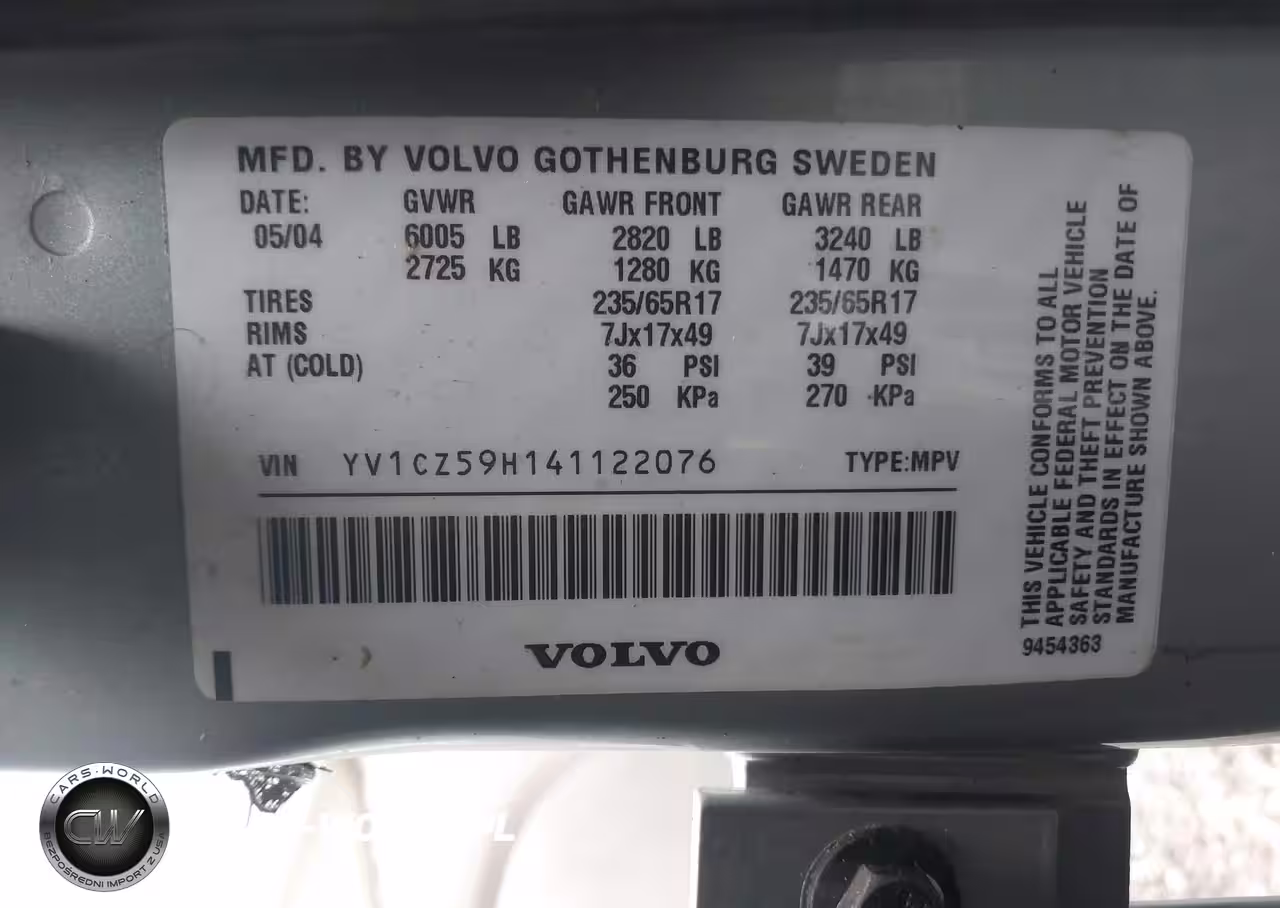 MFD. BY VOLVO GOTHENBURG SWEDEN
DATE: GVWR GAWR FRONT GAWR REAR
05/04 6005 LB 2820 LB 3240 LB
2725 KG 1280 KG 1470 KG
TIRES 235/65R17 235/65R17
RIMS 7Jx17x49 7Jx17x49
AT (COLD) 36 PSI 39 PSI
250 KPa 270 KPa
VIN YV1CZ59H141122076 TYPE:MPV
VOLVO
THIS VEHICLE CONFORMS TO ALL
APPLICABLE FEDERAL MOTOR VEHICLE
SAFETY AND THEFT PREVENTION
STANDARDS IN EFFECT ON THE DATE OF
MANUFACTURE SHOWN ABOVE.
9454363
CARS·WORLD
CW
BEZPOŚREDNI IMPORT Z USA